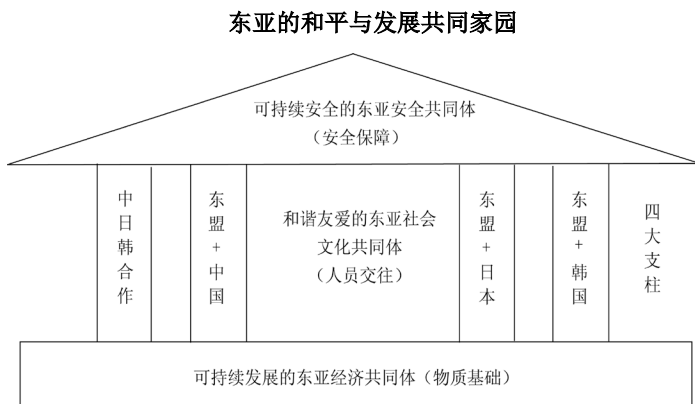 东亚的和平与发展共同家园
可持续安全的东亚安全共同体
（安全保障）
中日韩合作
东盟+中国
和谐友爱的东亚社会
文化共同体
（人员交往）
东盟+日本
东盟+韩国
四大支柱
可持续发展的东亚经济共同体（物质基础）